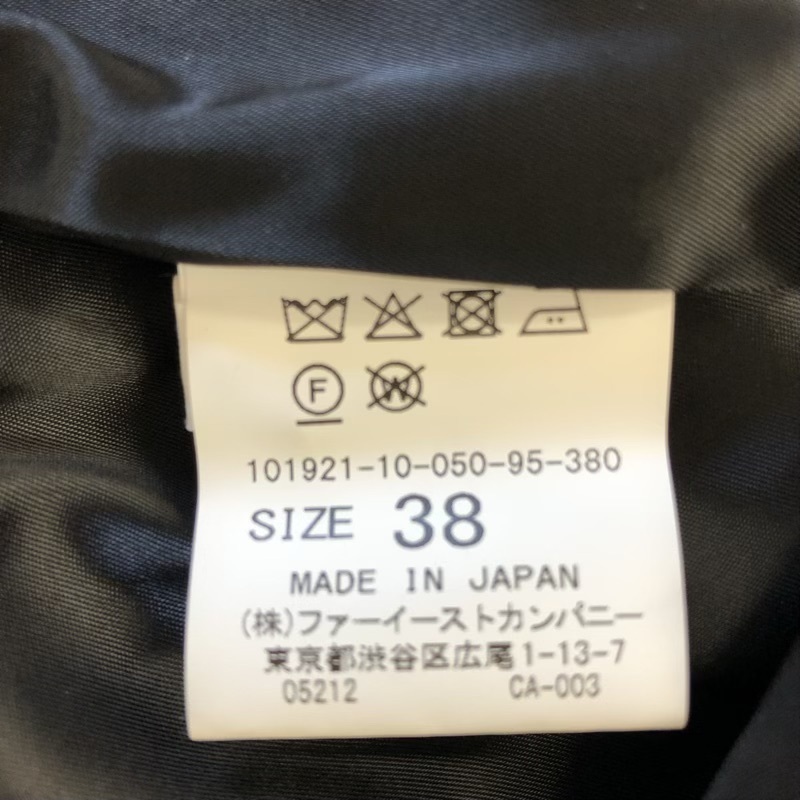 F W
101921-10-050-95-380
SIZE 38
MADE IN JAPAN
(株)ファーイーストカンパニー
東京都渋谷区広尾1-13-7
05212 CA-003